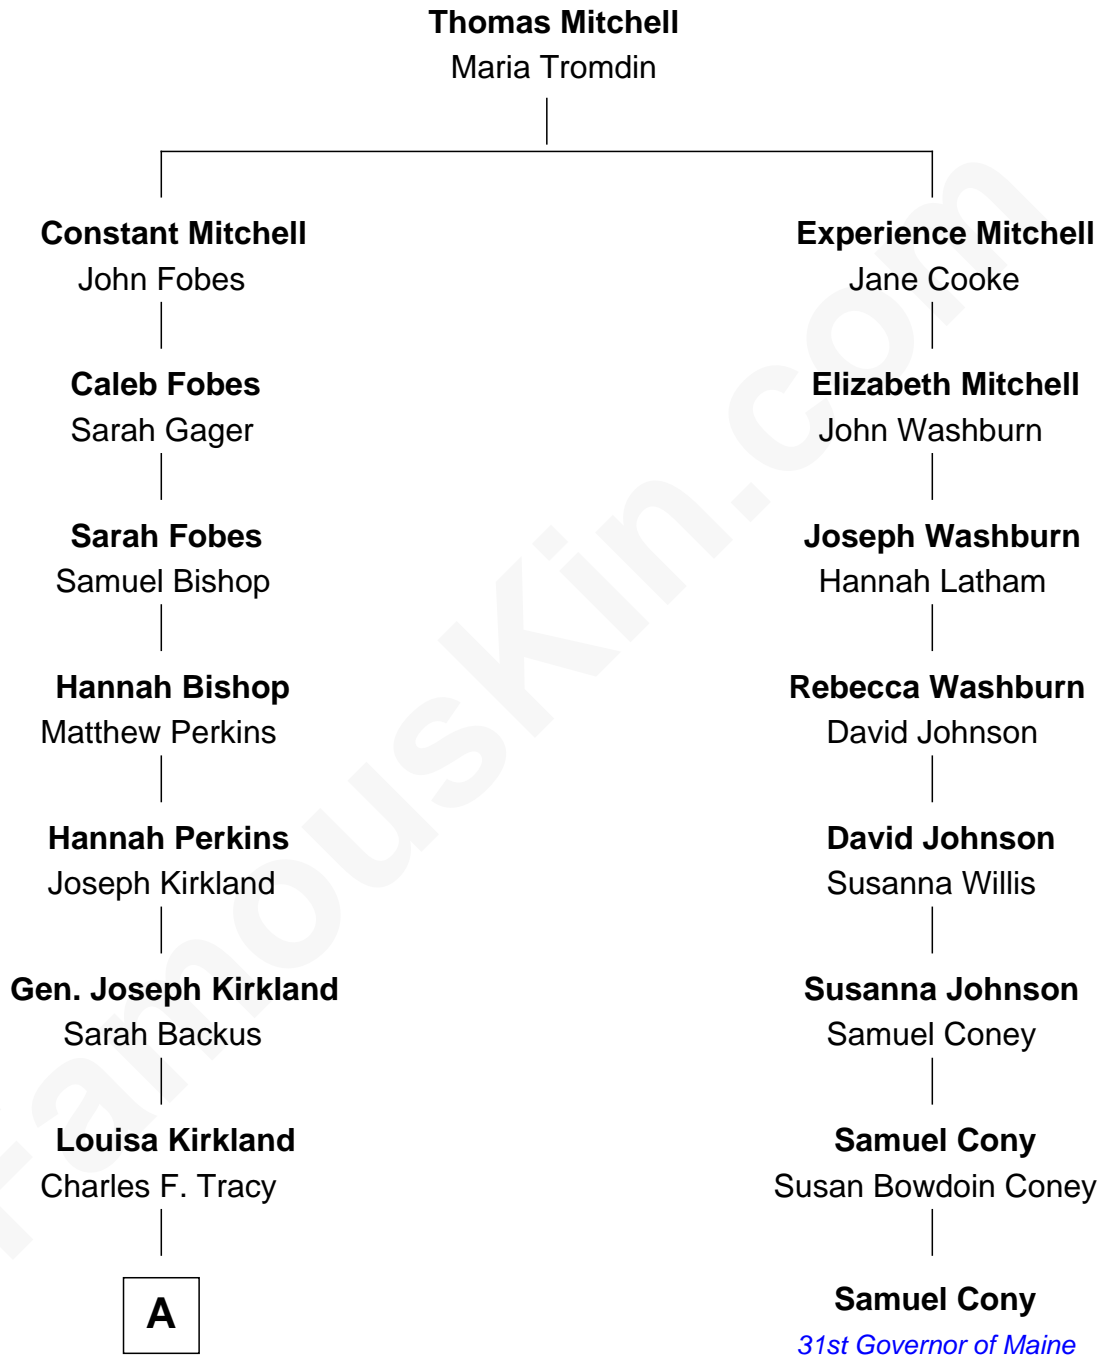 Thomas Mitchell
Maria Tromdin
Constant Mitchell
John Fobes
Experience Mitchell
Jane Cooke
Caleb Fobes
Sarah Gager
Elizabeth Mitchell
John Washburn
Sarah Fobes
Samuel Bishop
Joseph Washburn
Hannah Latham
Hannah Bishop
Matthew Perkins
Rebecca Washburn
David Johnson
Hannah Perkins
Joseph Kirkland
David Johnson
Susanna Willis
Gen. Joseph Kirkland
Sarah Backus
Susanna Johnson
Samuel Coney
Louisa Kirkland
Charles F. Tracy
Samuel Cony
Susan Bowdoin Coney
A
Samuel Cony
31st Governor of Maine
FamousKin.com